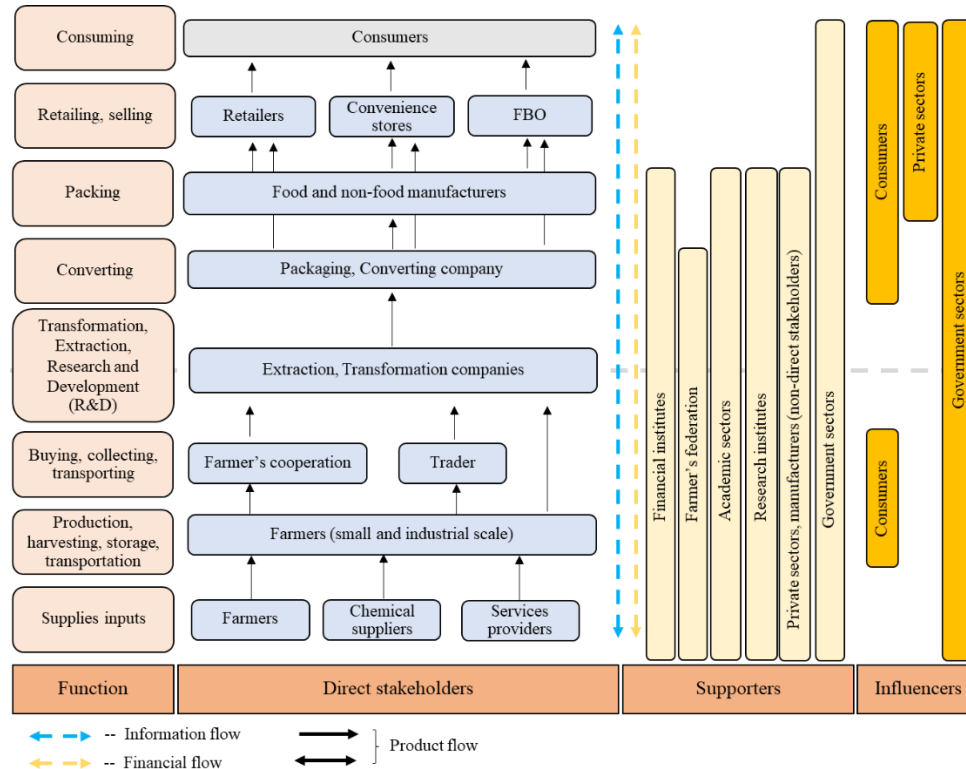 Consuming
Consumers
Retailing, selling
Retailers
Convenience
stores
FBO
Packing
Food and non-food manufacturers
Converting
Packaging, Converting company
Transformation,
Extraction,
Research and
Development
(R&D)
Extraction, Transformation companies
Buying, collecting,
transporting
Farmer's cooperation
Trader
Production,
harvesting, storage,
transportation
Farmers (small and industrial scale)
Supplies inputs
Farmers
Chemical
suppliers
Services
providers
Financial institutes
Farmer's federation
Academic sectors
Research institutes
Private sectors, manufacturers (non-direct stakeholders)
Government sectors
Consumers
Consumers
Private sectors
Government sectors
Function
Direct stakeholders
Supporters
Influencers
-- Information flow
-- Financial flow
Product flow